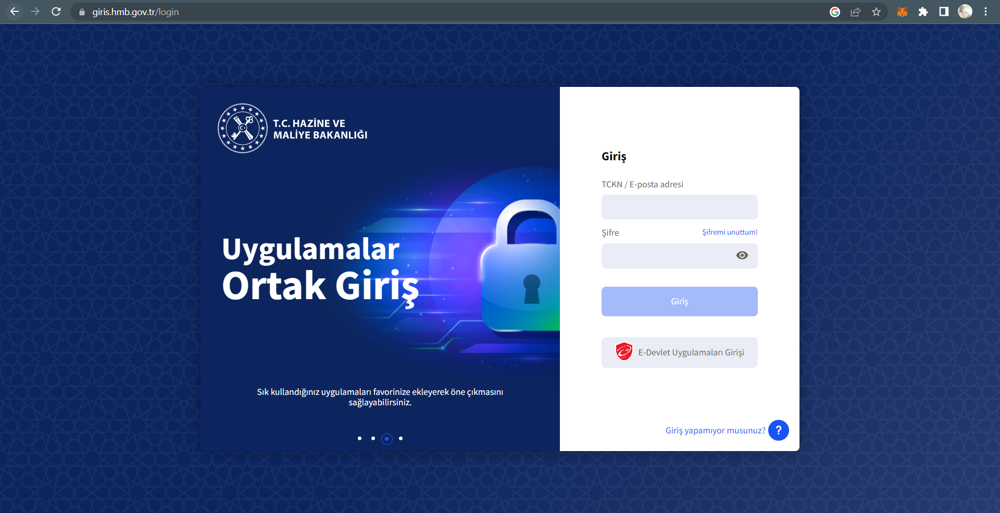 giris.hmb.gov.tr/login
T.C. HAZİNE VE
MALİYE BAKANLIĞI
Uygulamalar
Ortak Giriş
Sık kullandığınız uygulamaları favorinize ekleyerek öne çıkmasını
sağlayabilirsiniz.
Giriş
TCKN / E-posta adresi
Şifre Şifremi unuttum!
Giriş
E-Devlet Uygulamaları Girişi
Giriş yapamıyor musunuz? ?